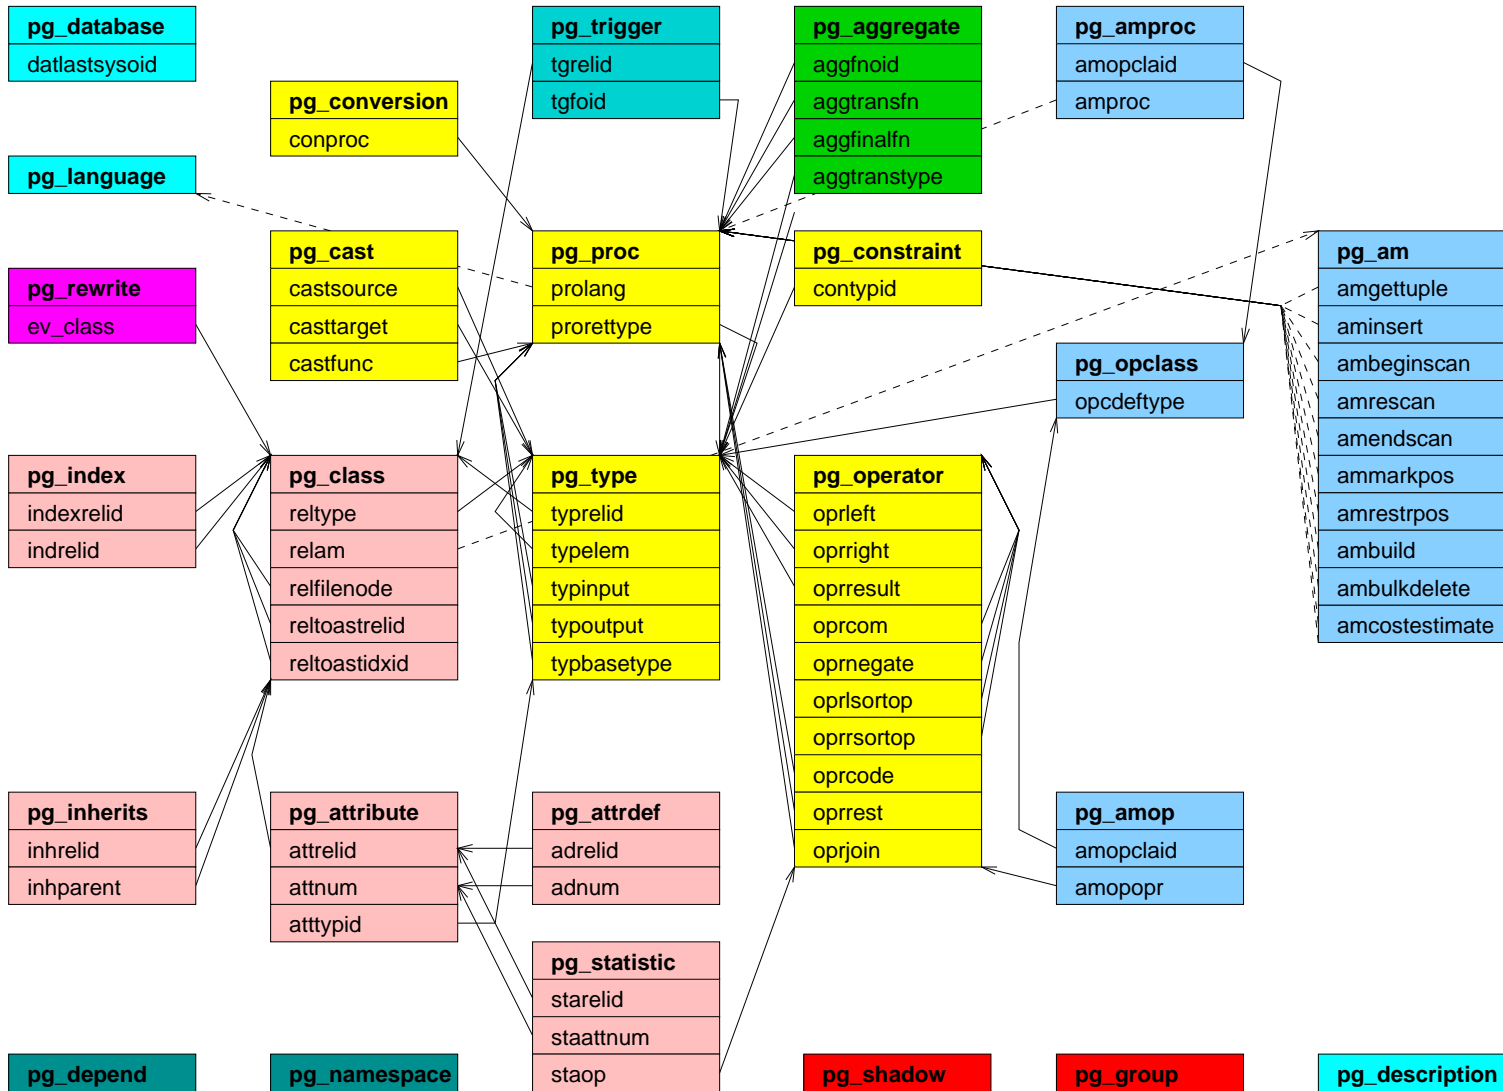 pg_database
datlastsysoid
pg_language
pg_rewrite
ev_class
pg_index
indexrelid
indrelid
pg_inherits
inhrelid
inhparent
pg_depend
pg_conversion
conproc
pg_cast
castsource
casttarget
castfunc
pg_class
reltype
relam
relfilenode
reltoastrelid
reltoastidxid
pg_attribute
attrelid
attnum
atttypid
pg_namespace
pg_trigger
tgrelid
tgfoid
pg_proc
prolang
prorettype
pg_type
typrelid
typelem
typinput
typoutput
typbasetype
pg_attrdef
adrelid
adnum
pg_statistic
starelid
staattnum
staop
pg_aggregate
aggfnoid
aggtransfn
aggfinalfn
aggtranstype
pg_constraint
contypid
pg_operator
oprleft
oprright
oprresult
oprcom
oprnegate
oprlsortop
oprrsortop
oprcode
oprrest
oprjoin
pg_shadow
pg_amproc
amopclaid
amproc
pg_opclass
opcdeftype
pg_amop
amopclaid
amopopr
pg_group
pg_am
amgettuple
aminsert
ambeginscan
amrescan
amendscan
ammarkpos
amrestrpos
ambuild
ambulkdelete
amcostestimate
pg_description